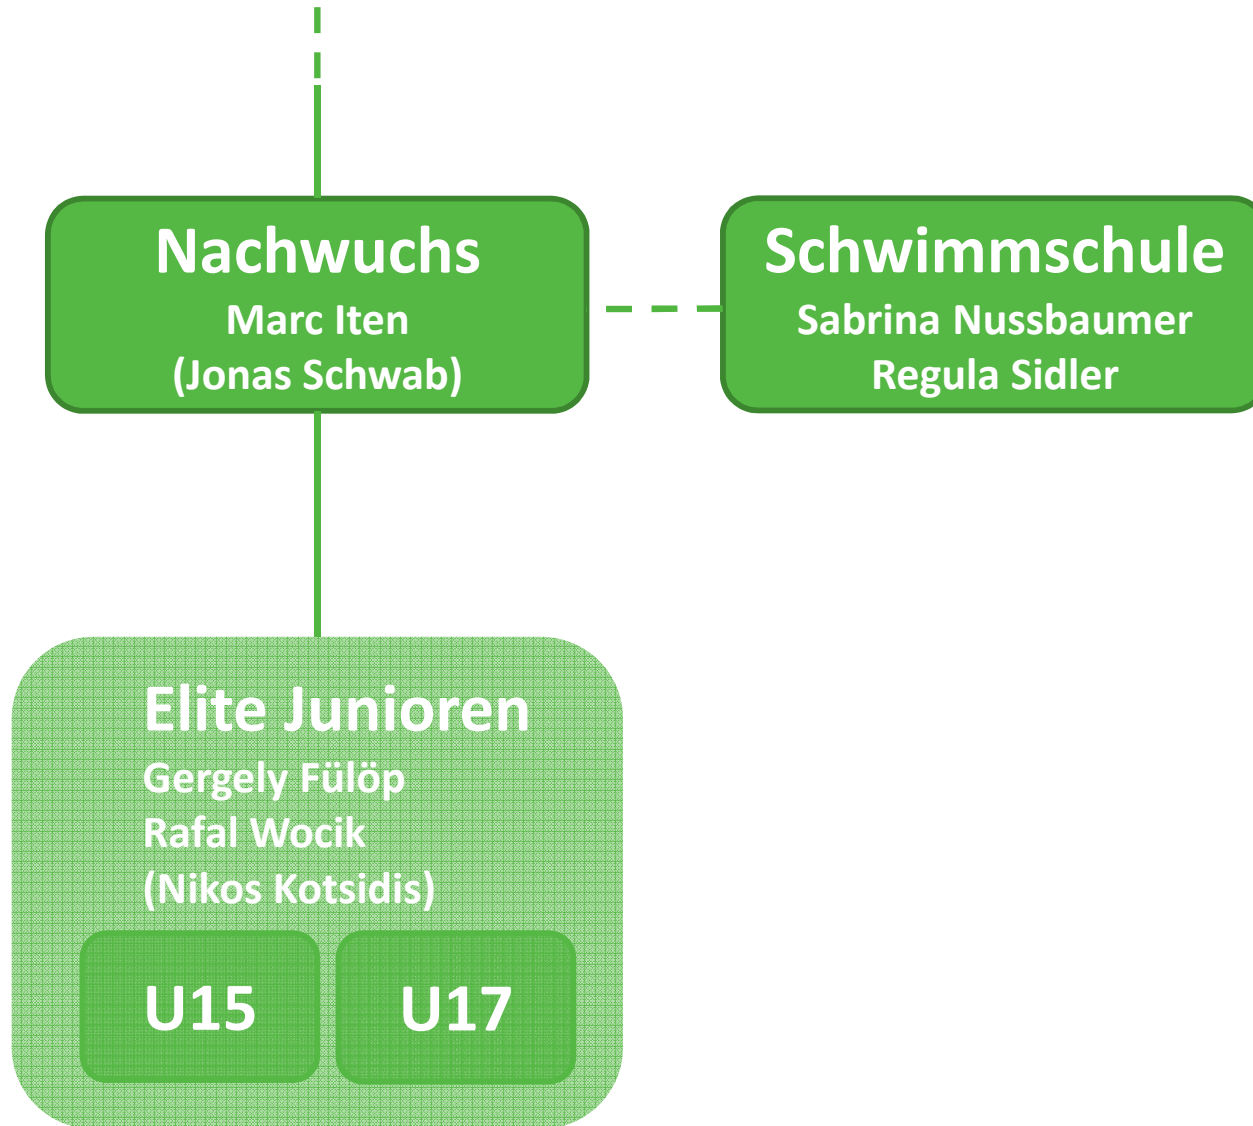 Nachwuchs
Marc Iten
(Jonas Schwab)
Schwimmschule
Sabrina Nussbaumer
Regula Sidler
Elite Junioren
Gergely Fülöp
Rafal Wocik
(Nikos Kotsidis)
U15
U17